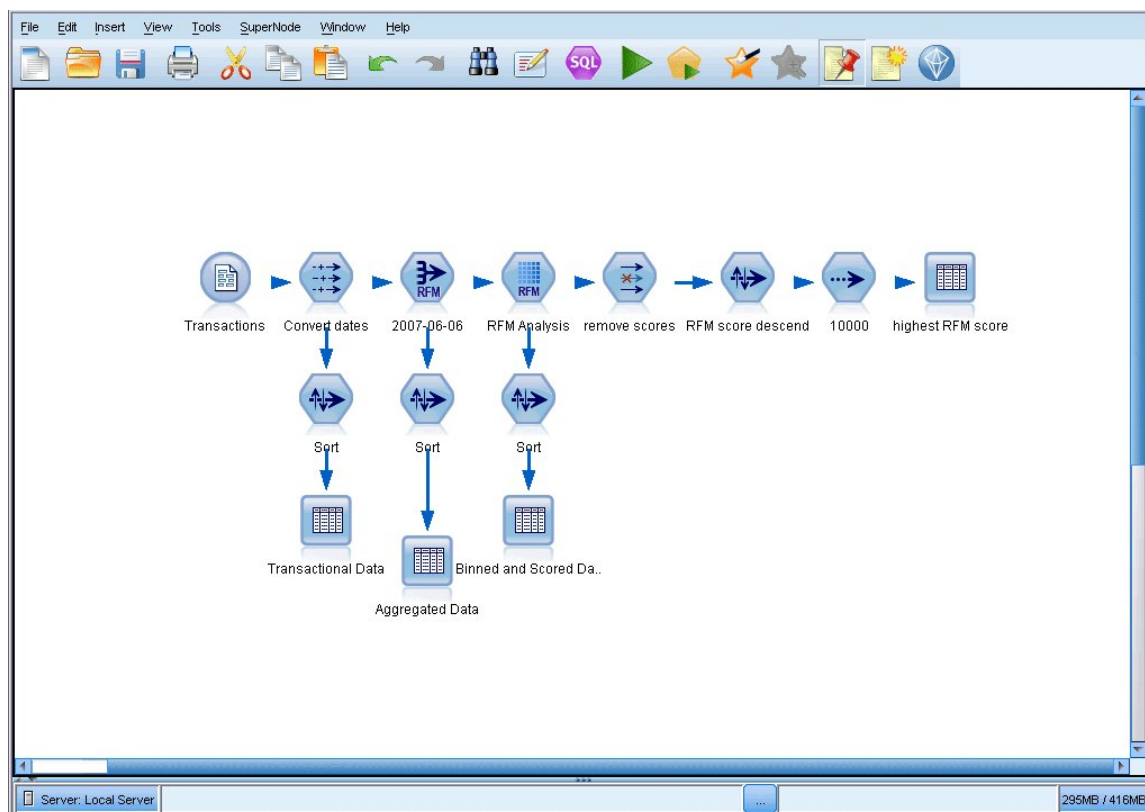 File Edit Insert View Tools SuperNode Window Help
SQL
RFM RFM
Transactions Convert dates 2007-06-06 RFM Analysis remove scores RFM score descend 10000 highest RFM score
Sort Sort Sort
Transactional Data Binned and Scored Da..
Aggregated Data
Server: Local Server ... 295MB / 416MB